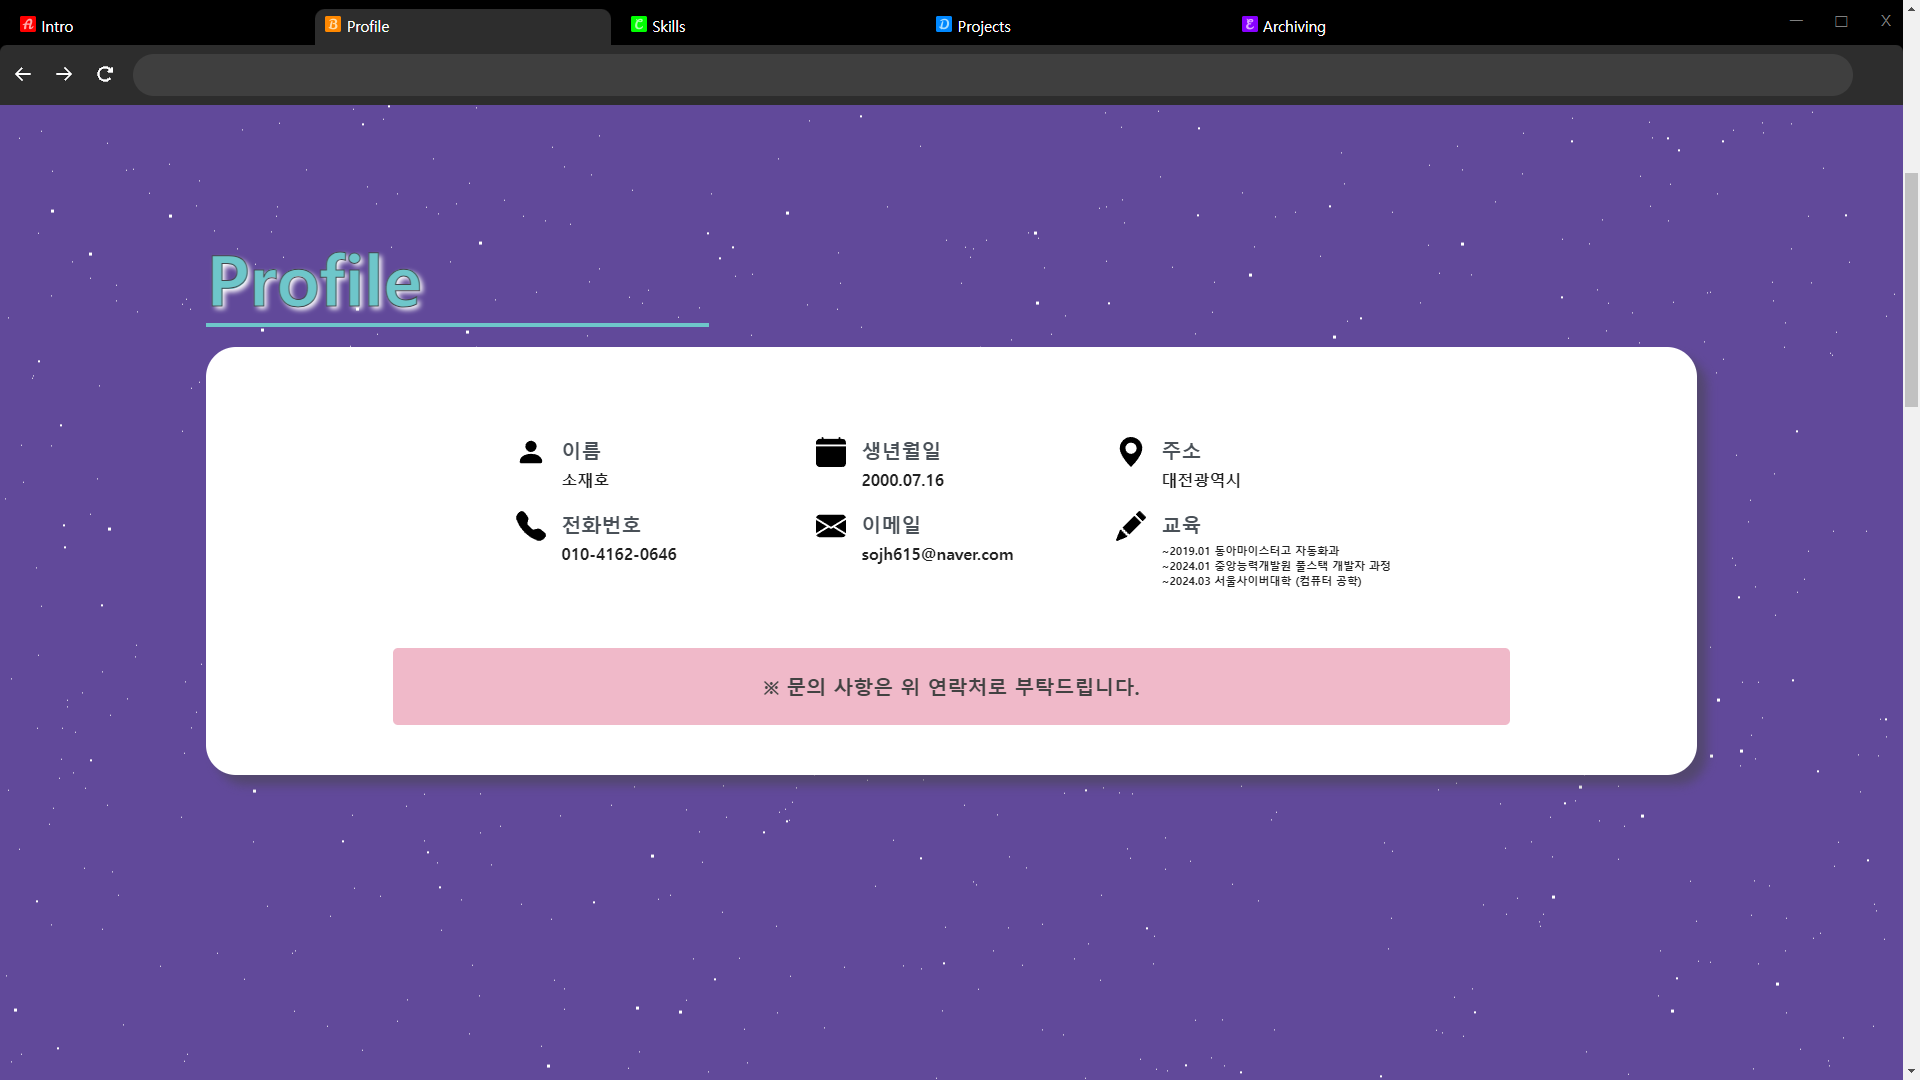 A Intro
B Profile
C Skills
D Projects
E Archiving
X
Profile
이름
소재호
생년월일
2000.07.16
주소
대전광역시
전화번호
010-4162-0646
이메일
sojh615@naver.com
교육
~2019.01 동아마이스터고 자동화과
~2024.01 중앙능력개발원 풀스택 개발자 과정
~2024.03 서울사이버대학 (컴퓨터 공학)
※ 문의 사항은 위 연락처로 부탁드립니다.